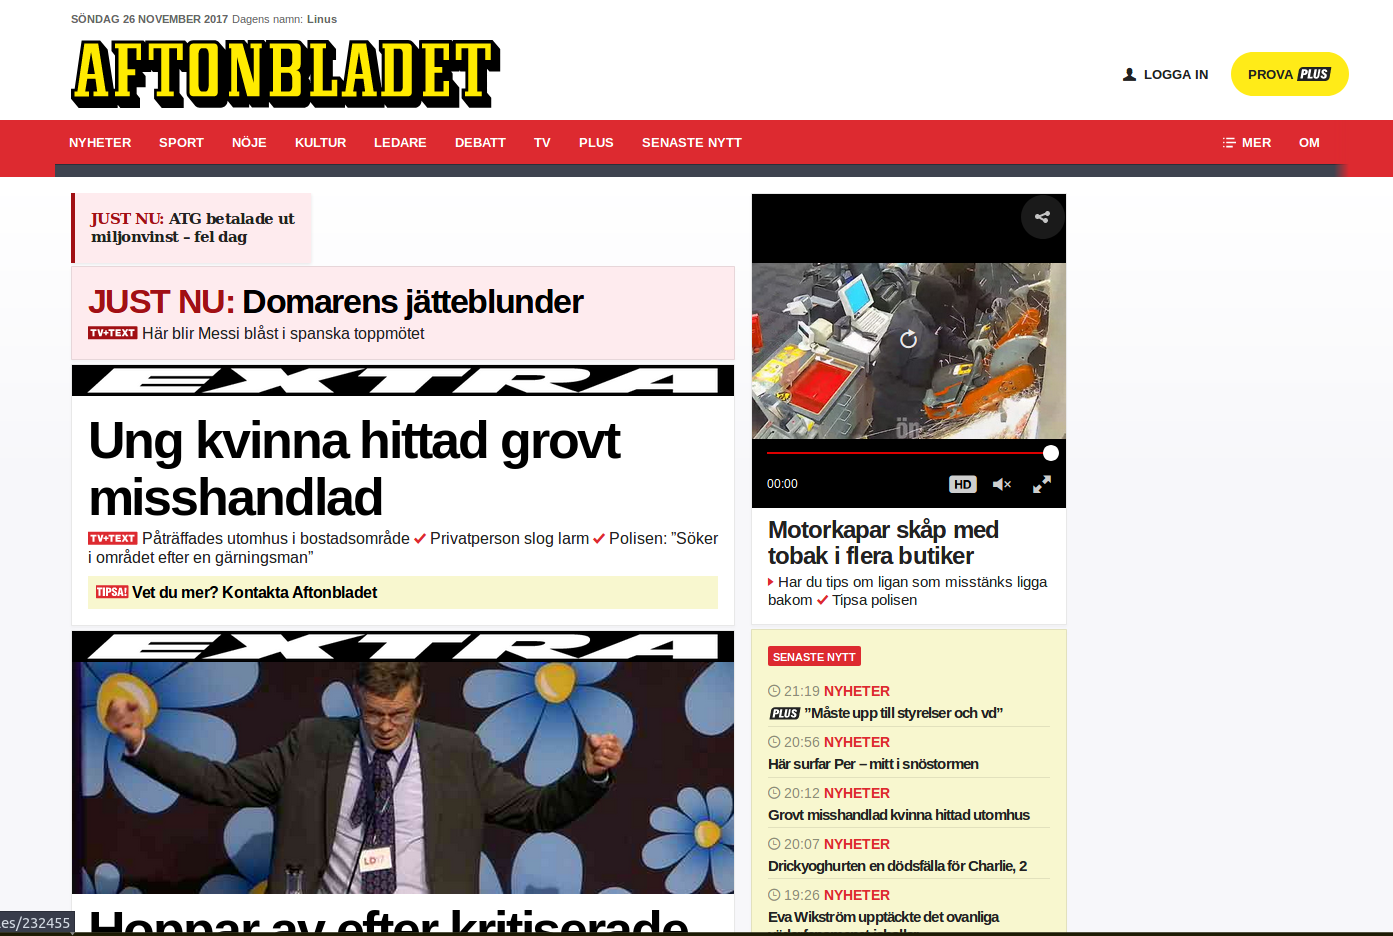 SÖNDAG 26 NOVEMBER 2017 Dagens namn: Linus
AFTONBLADET
LOGGA IN
PROVA PLUS
NYHETER SPORT NÖJE KULTUR LEDARE DEBATT TV PLUS SENASTE NYTT MER OM
JUST NU: ATG betalade ut
miljonvinst – fel dag
JUST NU: Domarens jätteblunder
TV+TEXT Här blir Messi blåst i spanska toppmötet
EXTRA
Ung kvinna hittad grovt
misshandlad
TV+TEXT Påträffades utomhus i bostadsområde Privatperson slog larm Polisen: ”Söker
i området efter en gärningsman”
TIPSA! Vet du mer? Kontakta Aftonbladet
EXTRA
LD17
Hoppar av efter kritiserade
les/232455
ön
00:00 HD
Motorkapar skåp med
tobak i flera butiker
Har du tips om ligan som misstänks ligga
bakom Tipsa polisen
SENASTE NYTT
21:19 NYHETER
PLUS ”Måste upp till styrelser och vd”
20:56 NYHETER
Här surfar Per – mitt i snöstormen
20:12 NYHETER
Grovt misshandlad kvinna hittad utomhus
20:07 NYHETER
Drickyoghurten en dödsfälla för Charlie, 2
19:26 NYHETER
Eva Wikström upptäckte det ovanliga